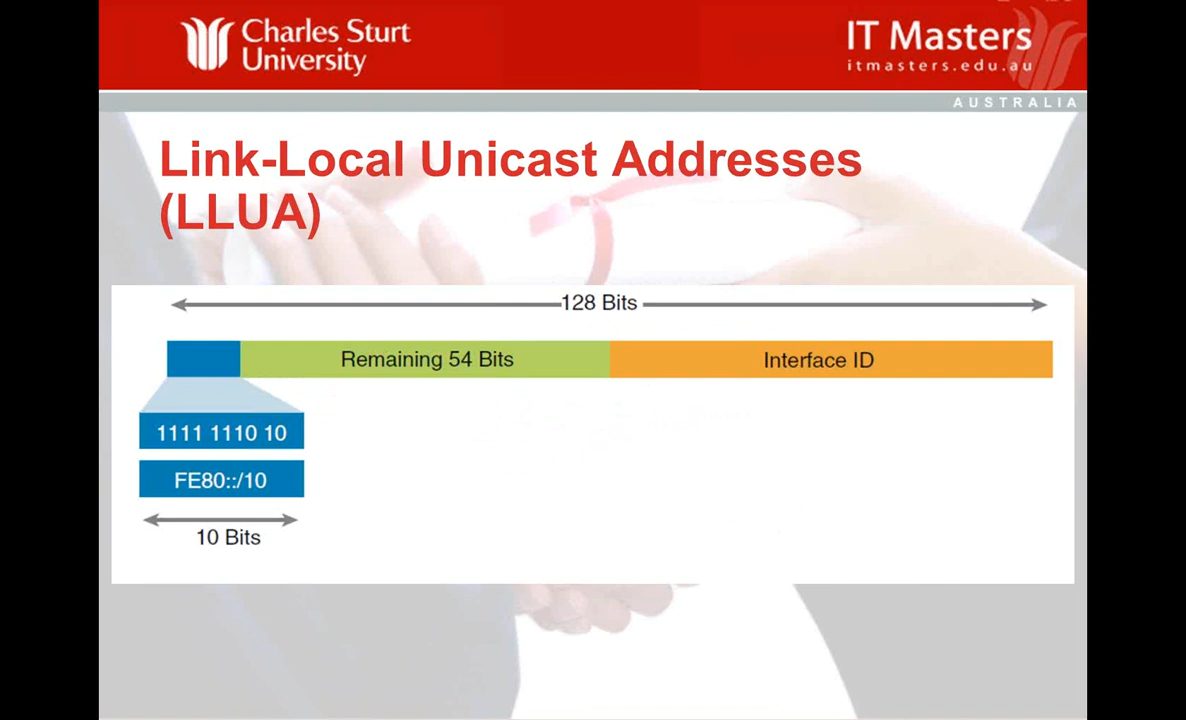 Charles Sturt
University
IT Masters
itmasters.edu.au
AUSTRALIA
Link-Local Unicast Addresses
(LLUA)
128 Bits
Remaining 54 Bits
Interface ID
1111 1110 10
FE80::/10
10 Bits